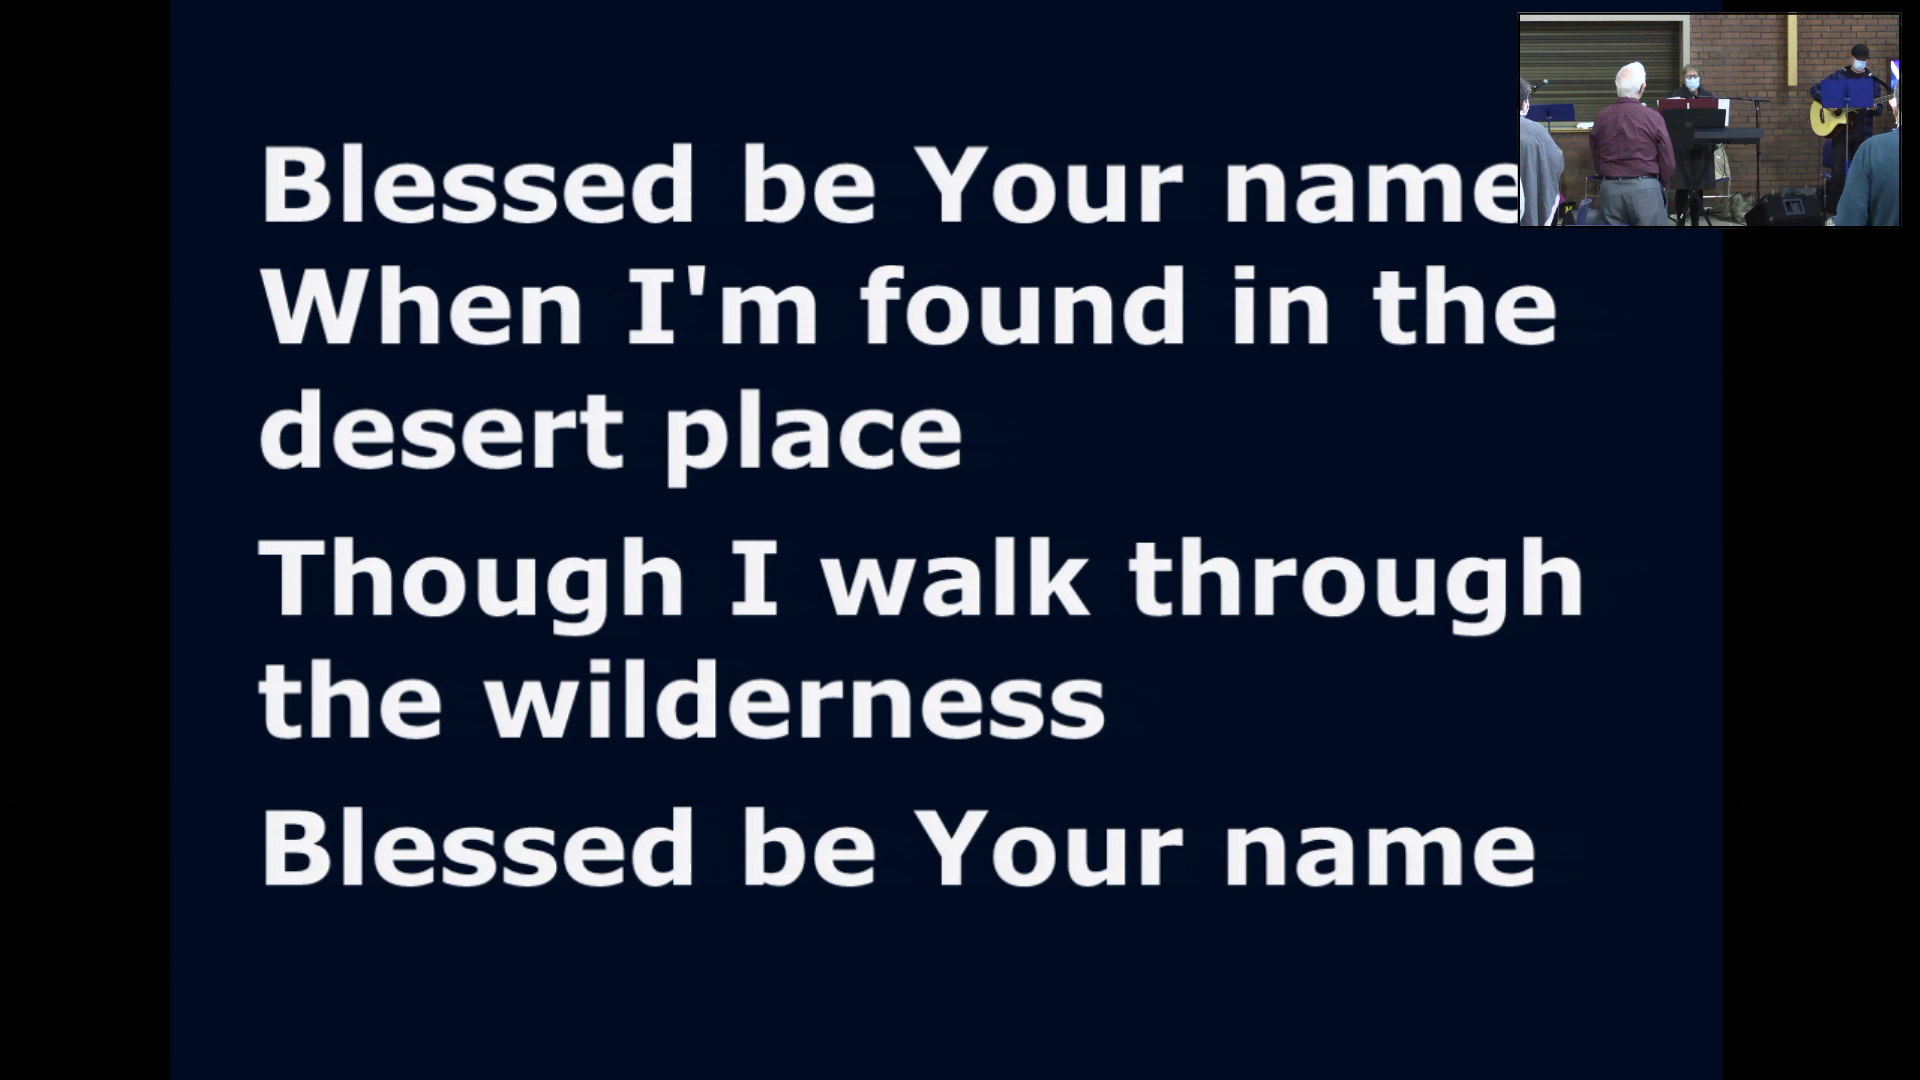 Blessed be Your name
When I'm found in the
desert place
Though I walk through
the wilderness
Blessed be Your name